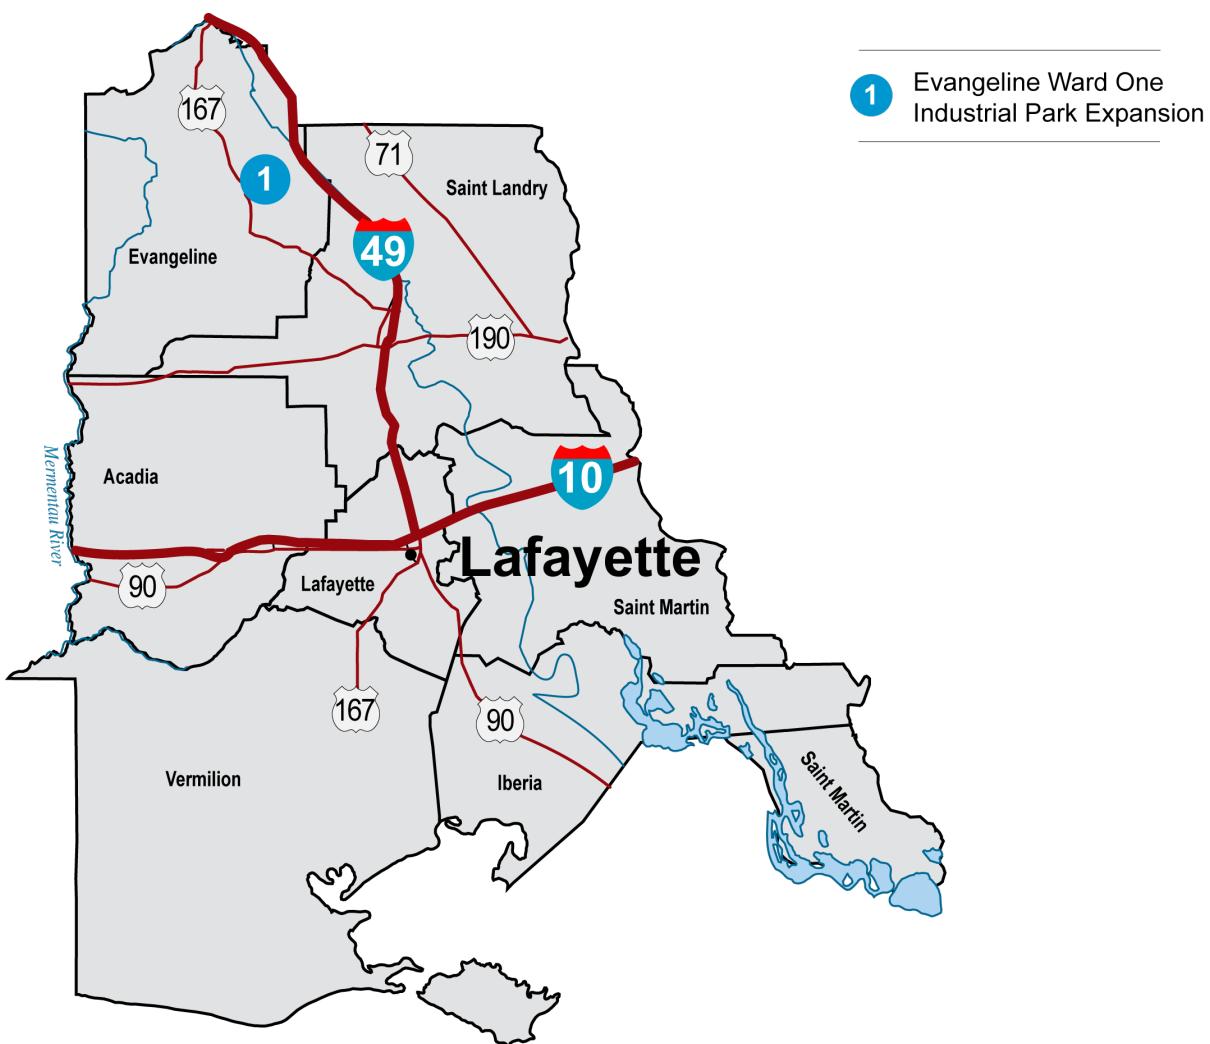 1 Evangeline Ward One
Industrial Park Expansion
167
71
1
Saint Landry
49
Evangeline
190
Mermentau River
Acadia
10
Lafayette
90
Lafayette
Saint Martin
167
90
Vermilion
Iberia
Saint Martin